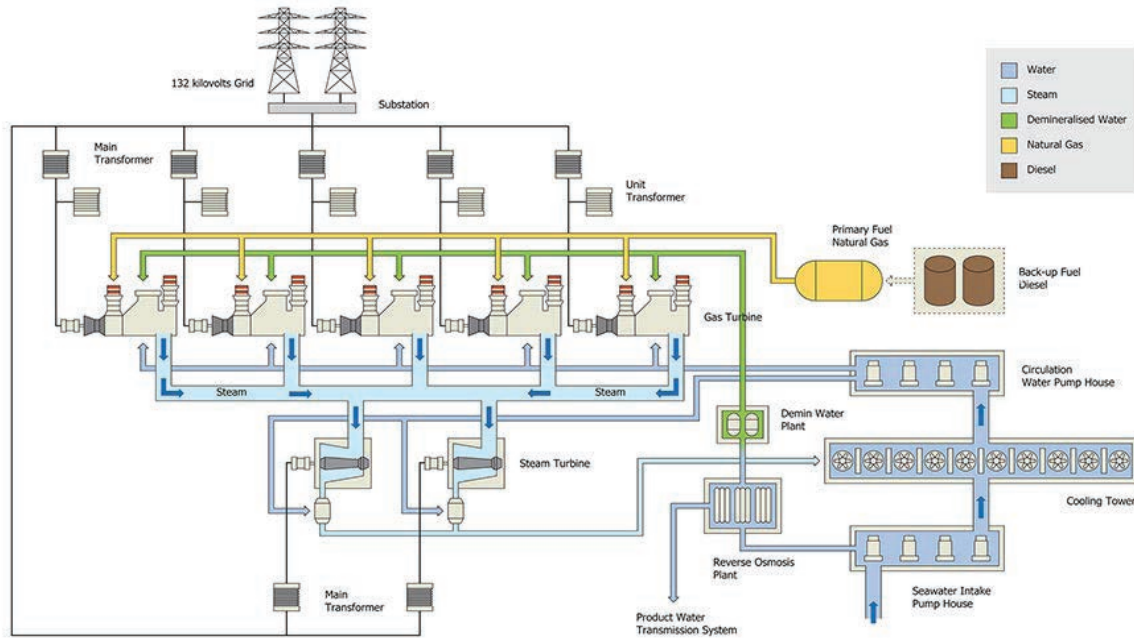 132 kilovolts Grid
Substation
Water
Steam
Demineralised Water
Natural Gas
Diesel
Main
Transformer
Unit
Transformer
Primary Fuel
Natural Gas
Back-up Fuel
Diesel
Gas Turbine
Circulation
Water Pump House
Steam
Steam
Demin Water
Plant
Steam Turbine
Cooling Tower
Reverse Osmosis
Plant
Main
Transformer
Seawater Intake
Pump House
Product Water
Transmission System